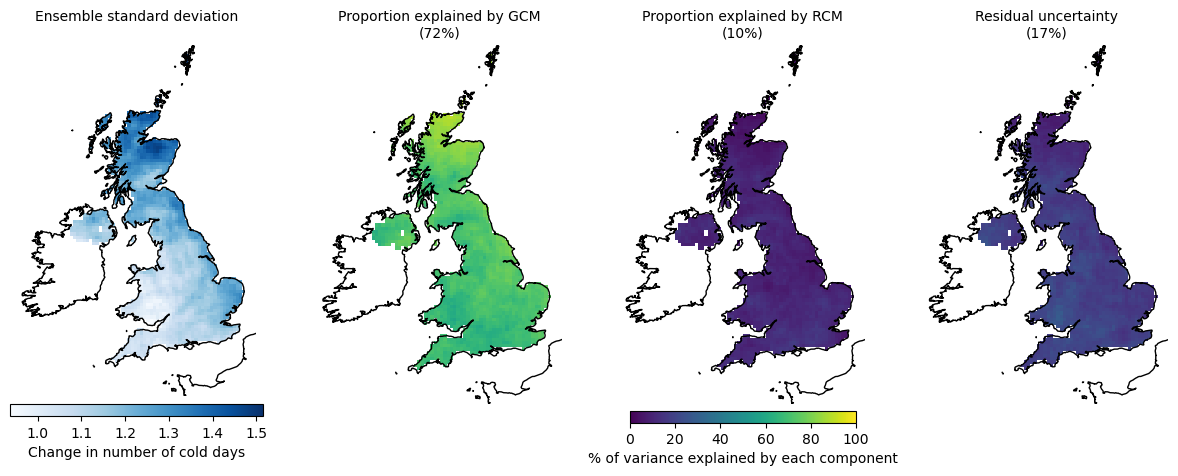 Ensemble standard deviation
Proportion explained by GCM
(72%)
Proportion explained by RCM
(10%)
Residual uncertainty
(17%)
1.0 1.1 1.2 1.3 1.4 1.5
Change in number of cold days
0 20 40 60 80 100
% of variance explained by each component